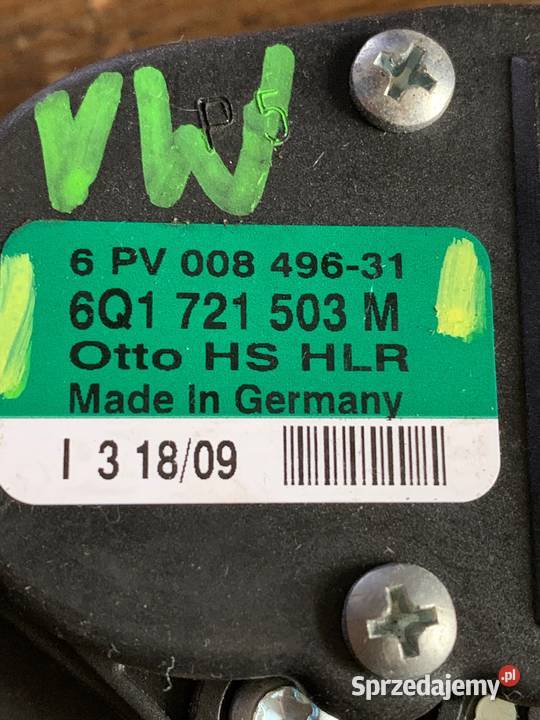 VW
P 5
6 PV 008 496-31
6Q1 721 503 M
Otto HS HLR
Made In Germany
I 3 18/09
Sprzedajemy.pl